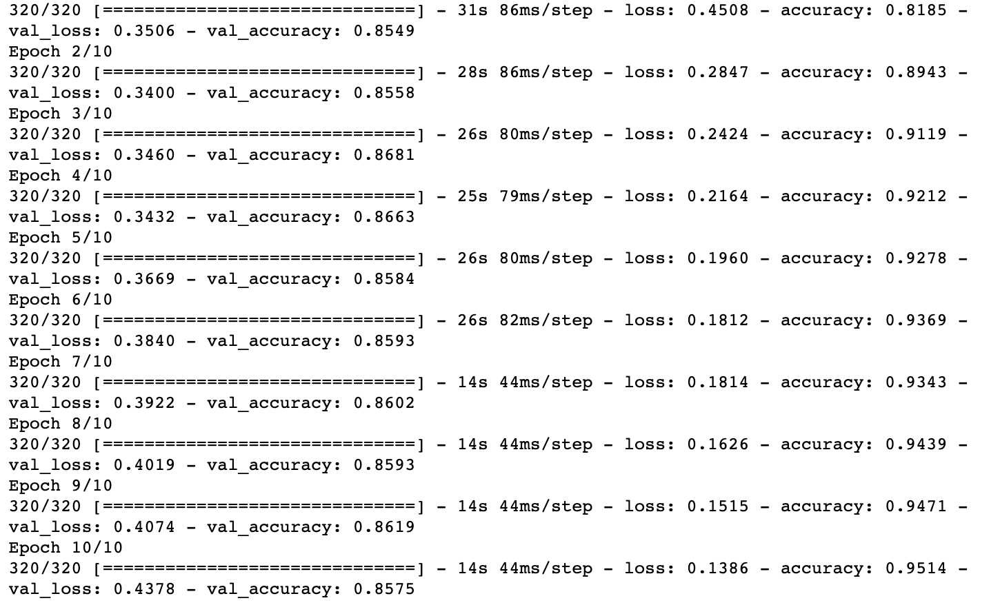 320/320 [==============================] - 31s 86ms/step - loss: 0.4508 - accuracy: 0.8185 -
val_loss: 0.3506 - val_accuracy: 0.8549
Epoch 2/10
320/320 [==============================] - 28s 86ms/step - loss: 0.2847 - accuracy: 0.8943 -
val_loss: 0.3400 - val_accuracy: 0.8558
Epoch 3/10
320/320 [==============================] - 26s 80ms/step - loss: 0.2424 - accuracy: 0.9119 -
val_loss: 0.3460 - val_accuracy: 0.8681
Epoch 4/10
320/320 [==============================] - 25s 79ms/step - loss: 0.2164 - accuracy: 0.9212 -
val_loss: 0.3432 - val_accuracy: 0.8663
Epoch 5/10
320/320 [==============================] - 26s 80ms/step - loss: 0.1960 - accuracy: 0.9278 -
val_loss: 0.3669 - val_accuracy: 0.8584
Epoch 6/10
320/320 [==============================] - 26s 82ms/step - loss: 0.1812 - accuracy: 0.9369 -
val_loss: 0.3840 - val_accuracy: 0.8593
Epoch 7/10
320/320 [==============================] - 14s 44ms/step - loss: 0.1814 - accuracy: 0.9343 -
val_loss: 0.3922 - val_accuracy: 0.8602
Epoch 8/10
320/320 [==============================] - 14s 44ms/step - loss: 0.1626 - accuracy: 0.9439 -
val_loss: 0.4019 - val_accuracy: 0.8593
Epoch 9/10
320/320 [==============================] - 14s 44ms/step - loss: 0.1515 - accuracy: 0.9471 -
val_loss: 0.4074 - val_accuracy: 0.8619
Epoch 10/10
320/320 [==============================] - 14s 44ms/step - loss: 0.1386 - accuracy: 0.9514 -
val_loss: 0.4378 - val_accuracy: 0.8575